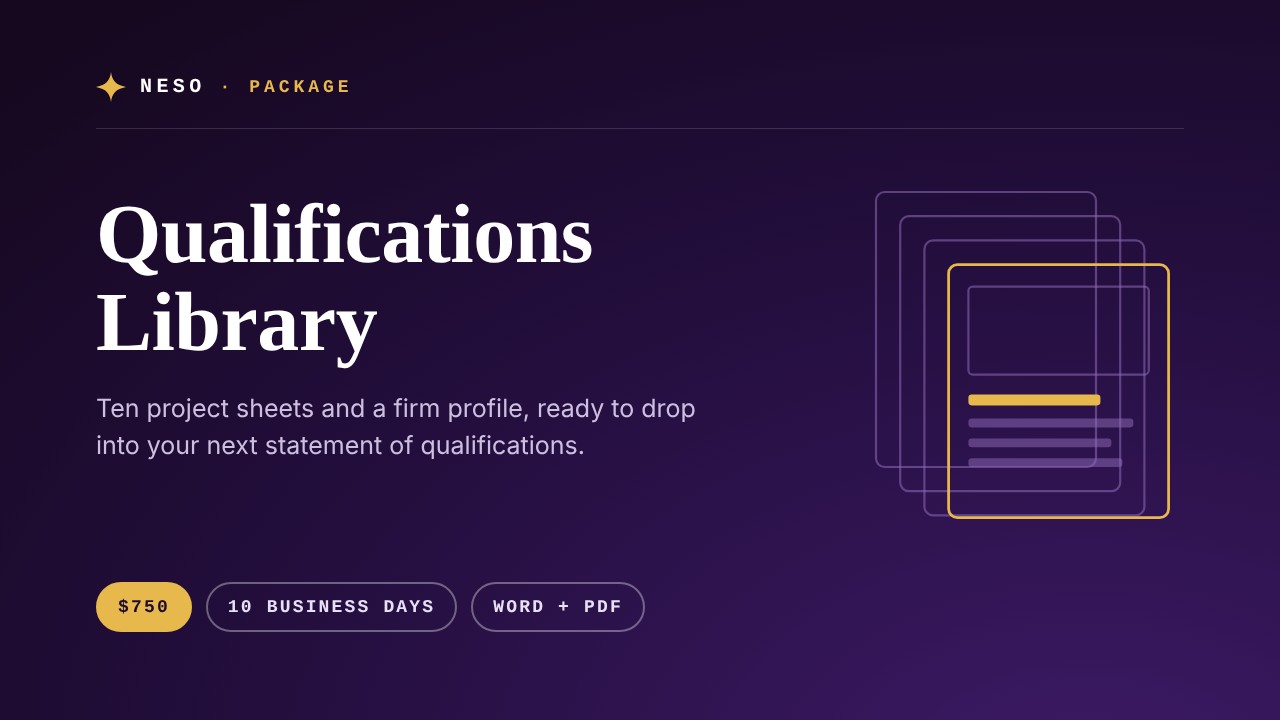 NESO · PACKAGE
Qualifications
Library
Ten project sheets and a firm profile, ready to drop
into your next statement of qualifications.
$750
10 BUSINESS DAYS
WORD + PDF